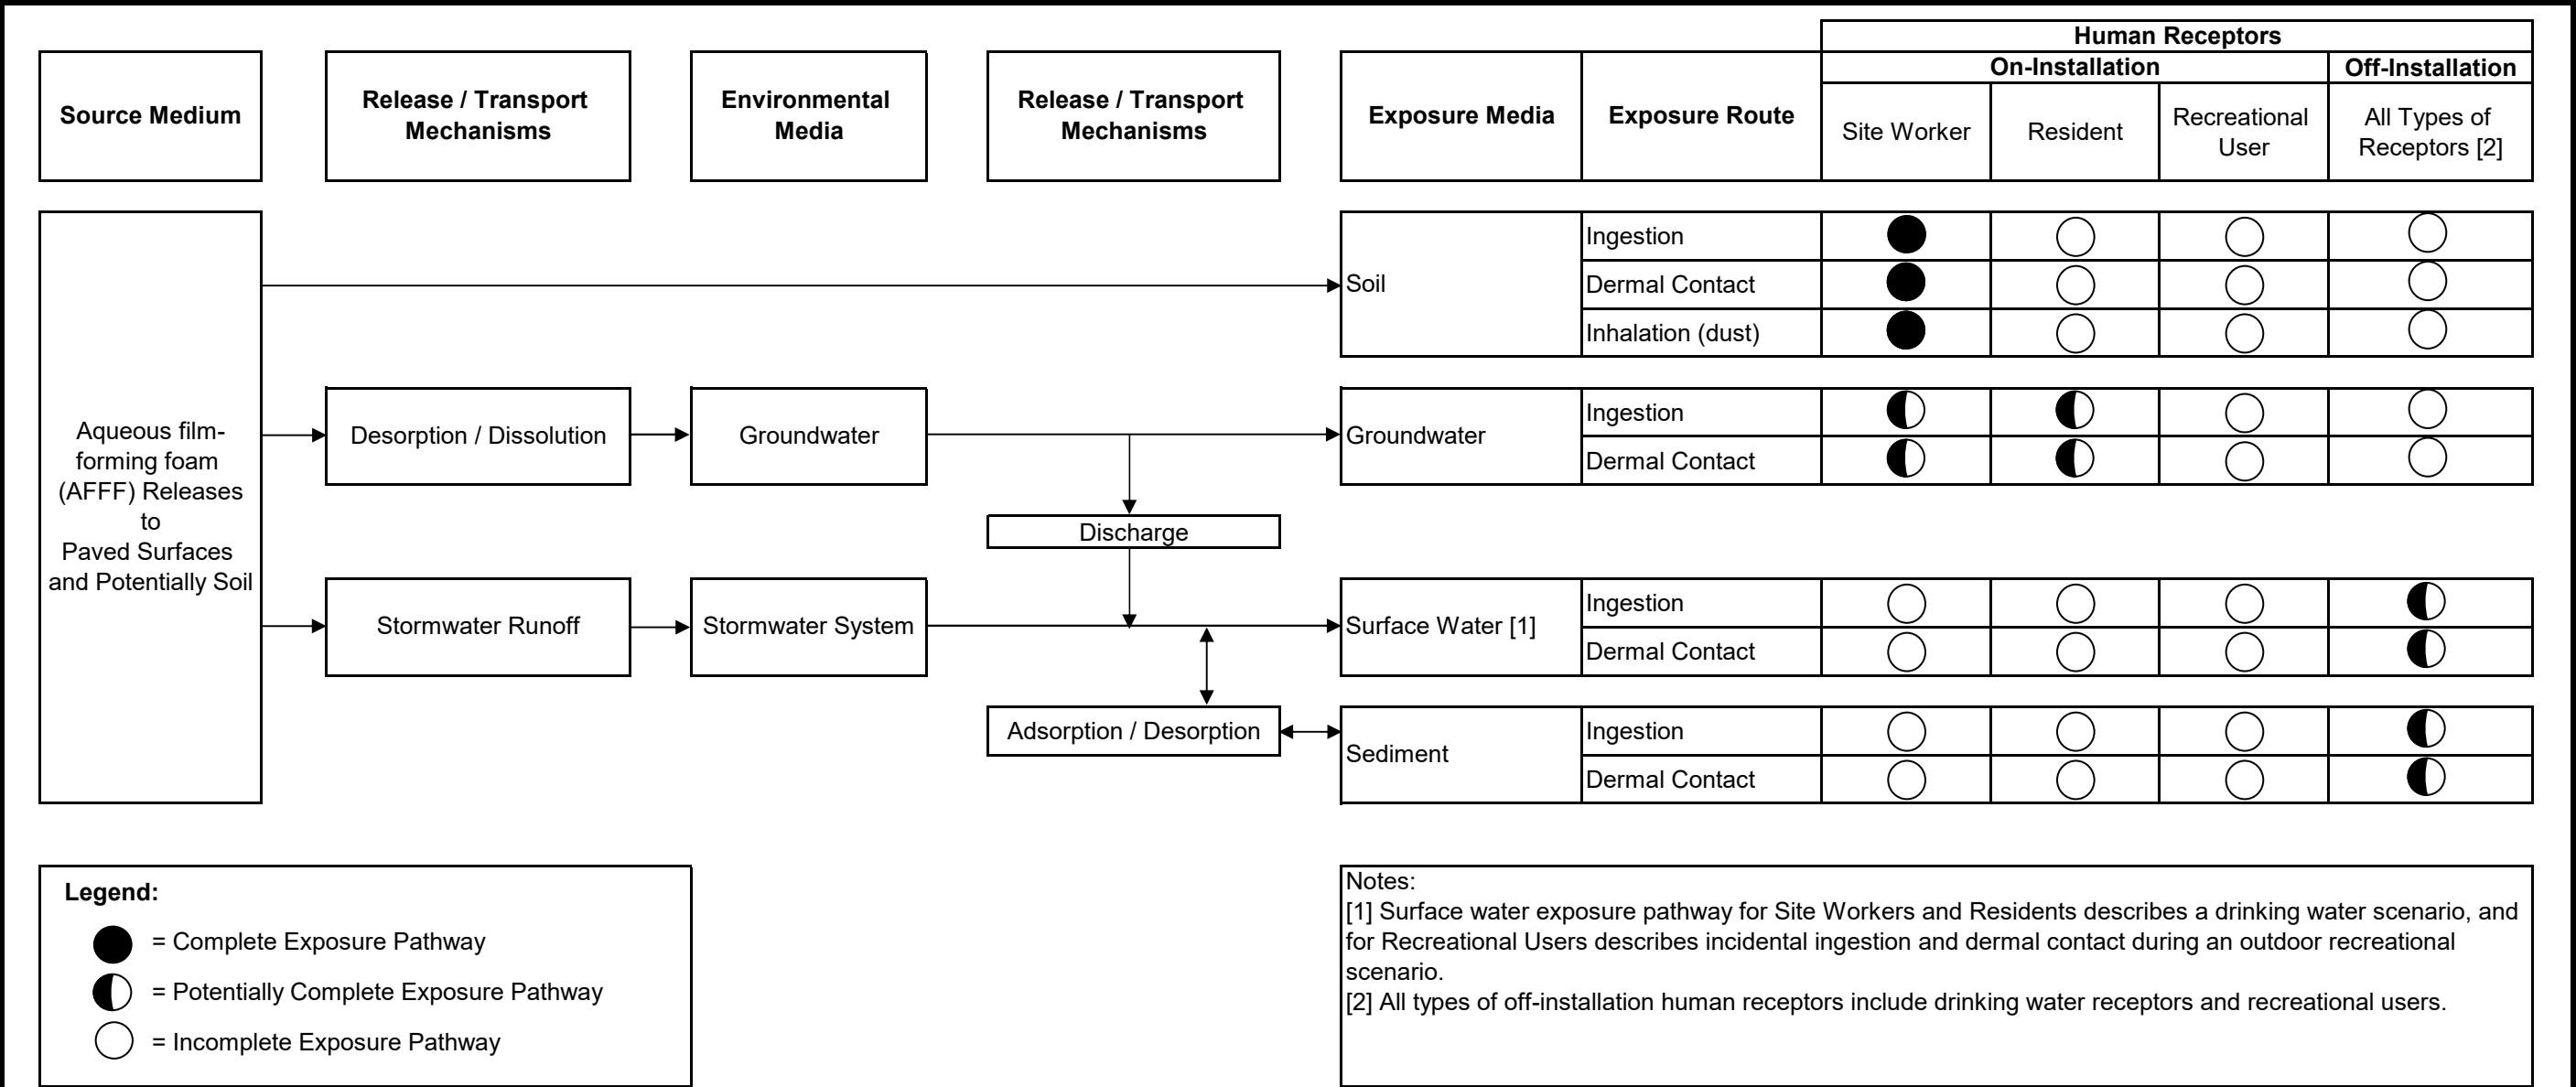 Human Receptors
On-Installation
Off-Installation
Source Medium
Release / Transport
Mechanisms
Environmental
Media
Release / Transport
Mechanisms
Exposure Media
Exposure Route
Site Worker
Resident
Recreational
User
All Types of
Receptors [2]
Aqueous film-
forming foam
(AFFF) Releases
to
Paved Surfaces
and Potentially Soil
Soil
Ingestion
Dermal Contact
Inhalation (dust)
Desorption / Dissolution
Groundwater
Groundwater
Ingestion
Dermal Contact
Discharge
Stormwater Runoff
Stormwater System
Surface Water [1]
Ingestion
Dermal Contact
Adsorption / Desorption
Sediment
Ingestion
Dermal Contact
Legend:
= Complete Exposure Pathway
= Potentially Complete Exposure Pathway
= Incomplete Exposure Pathway
Notes:
[1] Surface water exposure pathway for Site Workers and Residents describes a drinking water scenario, and
for Recreational Users describes incidental ingestion and dermal contact during an outdoor recreational
scenario.
[2] All types of off-installation human receptors include drinking water receptors and recreational users.